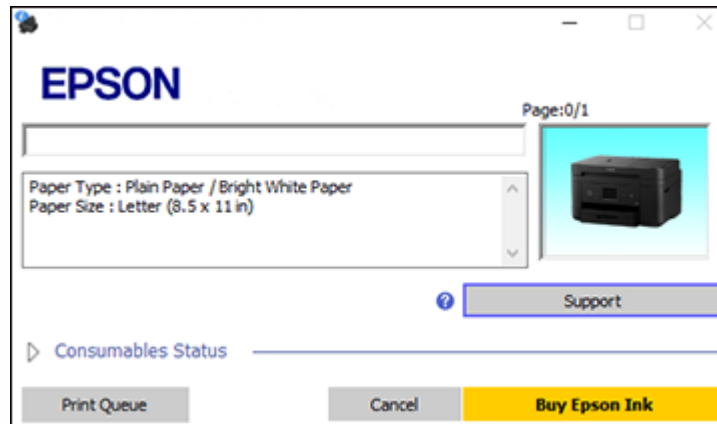 EPSON
Page:0/1
Paper Type : Plain Paper / Bright White Paper
Paper Size : Letter (8.5 x 11 in)
Support
Consumables Status
Print Queue
Cancel
Buy Epson Ink